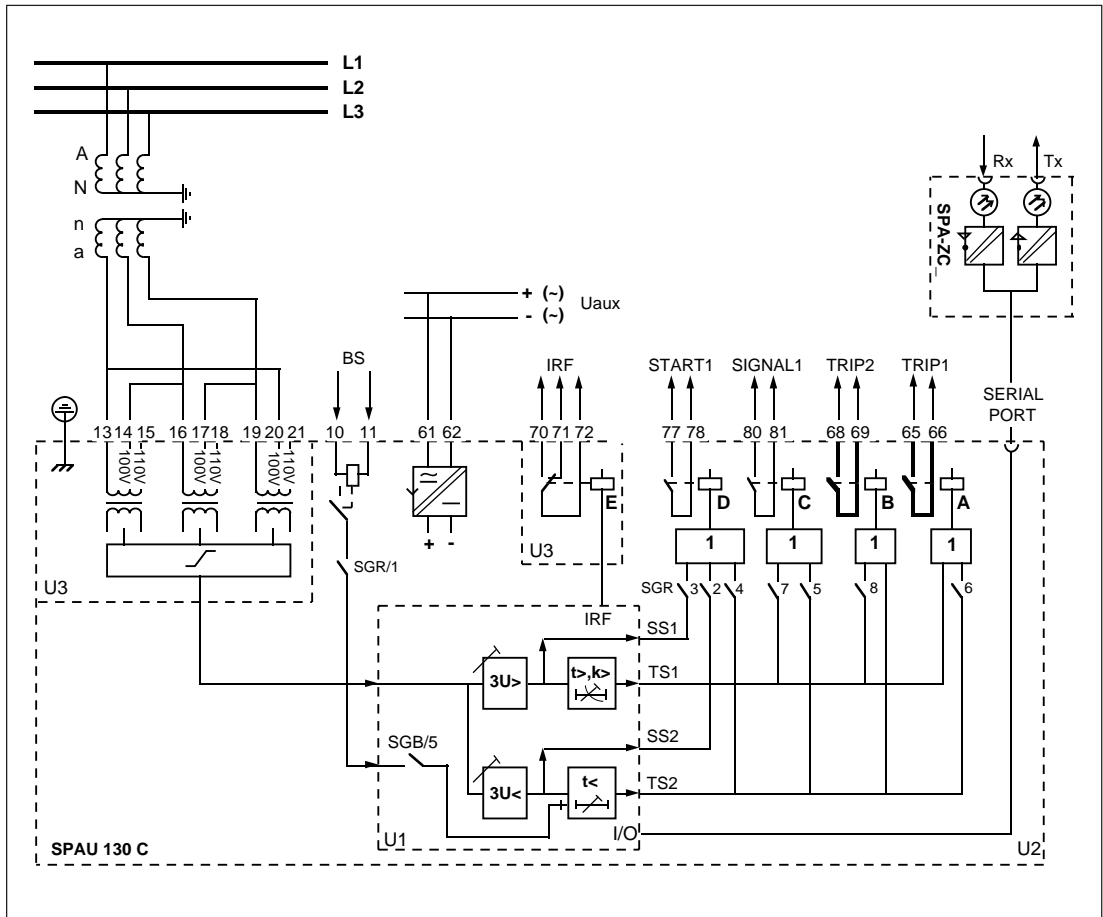 L1
L2
L3
A
N
n
a
Rx Tx
SPA-ZC_
+ (~)
- (~)
Uaux
BS
IRF
START1 SIGNAL1 TRIP2 TRIP1
SERIAL
PORT
13 14 15 16 17 18 19 20 21 10 11 61 62 70 71 72 77 78 80 81 68 69 65 66
100V 110V 100V 110V 100V 110V
E D C B A
+ -
U3
U3
1 1 1 1
SGR/1
SGR 3 2 4 7 5 8 6
IRF
SS1
3U> t>,k> TS1
SGB/5
SS2
3U< t< TS2
I/O
U1
U2
SPAU 130 C